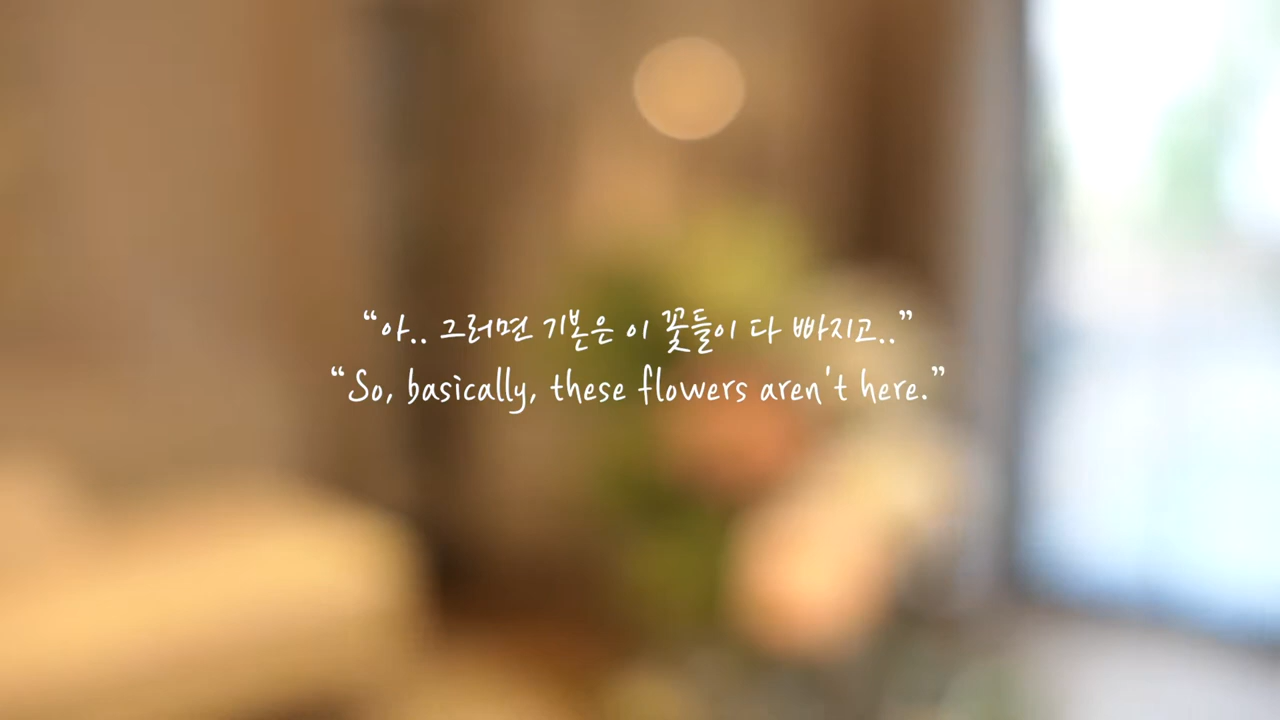 “아.. 그러면 기본은 이 꽃들이 다 빠지고..”
“So, basically, these flowers aren't here.”